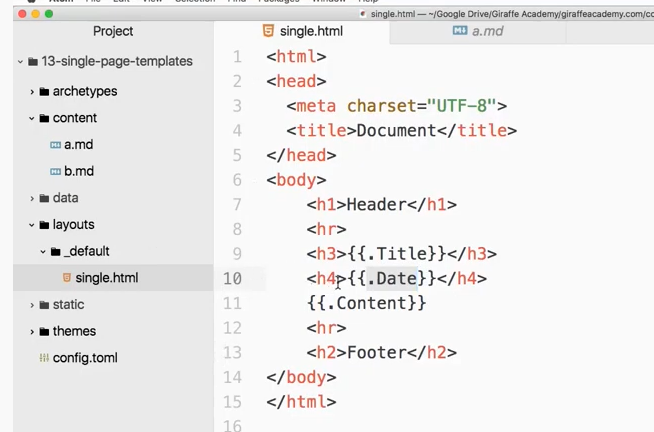 single.html — ~/Google Drive/Giraffe Academy/giraffeacademy.com/co
Project
single.html
a.md
13-single-page-templates
archetypes
content
a.md
b.md
data
layouts
_default
single.html
static
themes
config.toml
1 <html>
2 <head>
3 <meta charset="UTF-8">
4 <title>Document</title>
5 </head>
6 <body>
7 <h1>Header</h1>
8 <hr>
9 <h3>{{.Title}}</h3>
10 <h4>{{.Date}}</h4>
11 {{.Content}}
12 <hr>
13 <h2>Footer</h2>
14 </body>
15 </html>
16